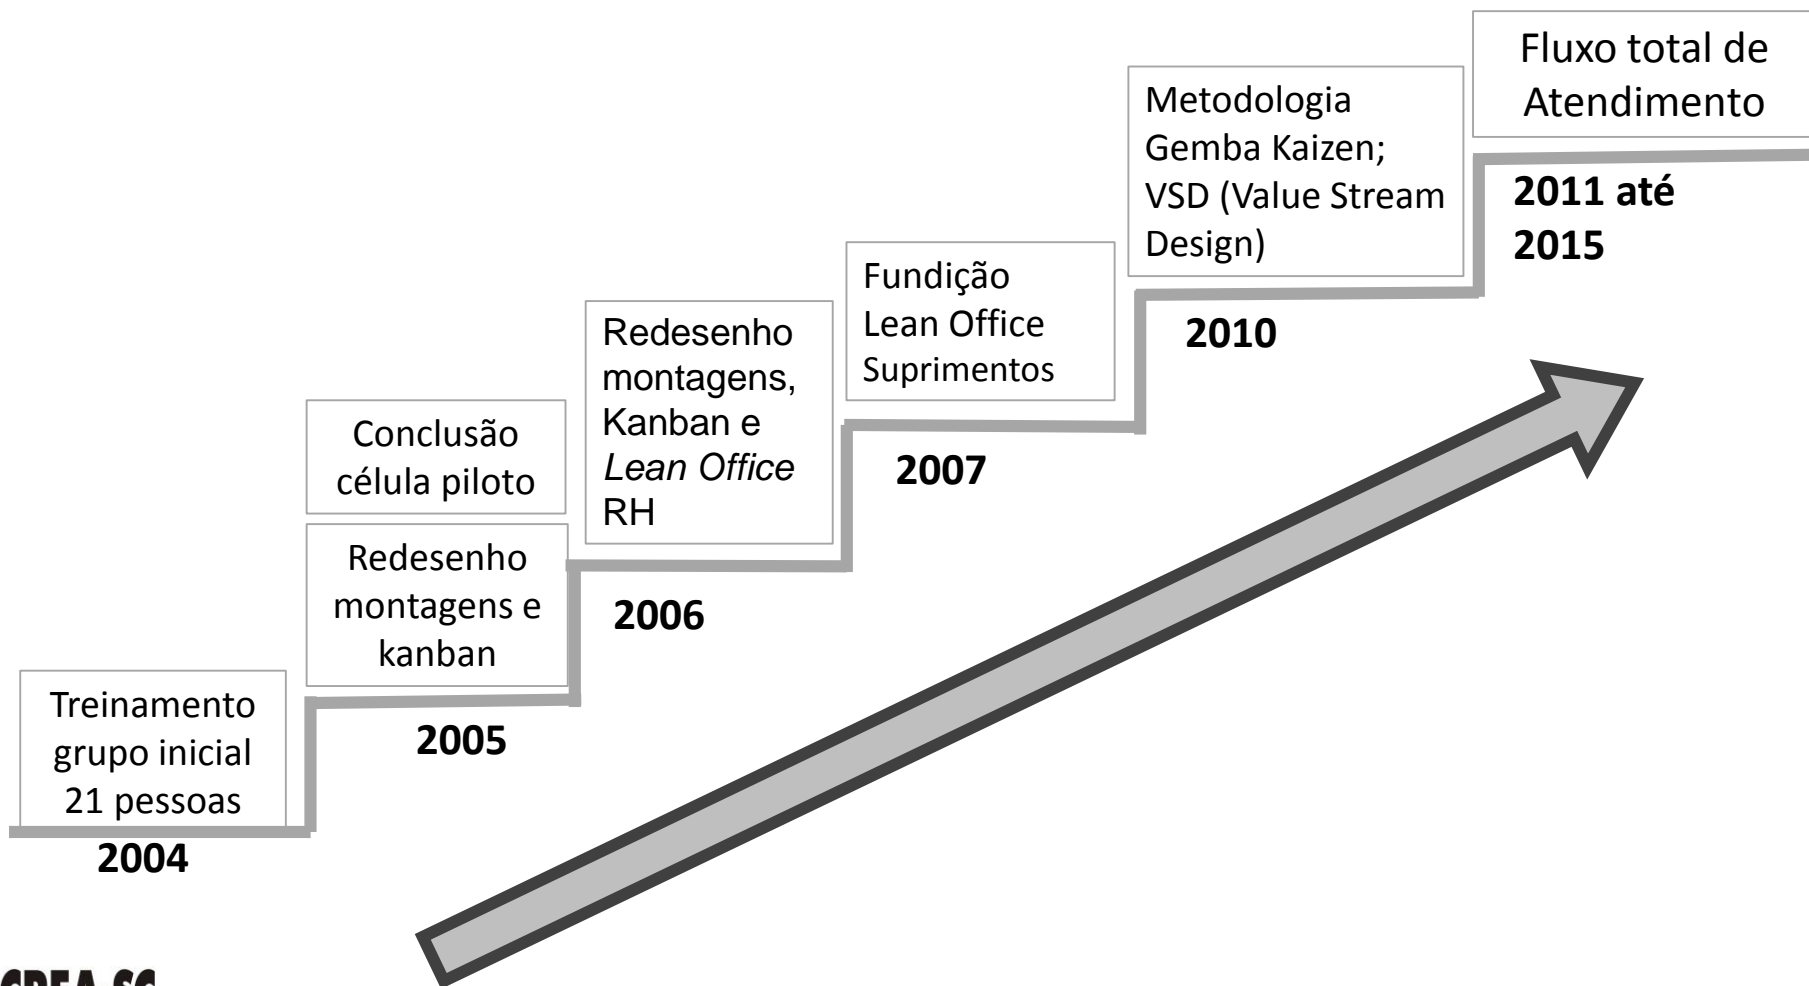 Treinamento
grupo inicial
21 pessoas
2004
Conclusão
célula piloto
Redesenho
montagens e
kanban
2005
Redesenho
montagens,
Kanban e
Lean Office
RH
2006
Fundição
Lean Office
Suprimentos
2007
Metodologia
Gemba Kaizen;
VSD (Value Stream
Design)
2010
Fluxo total de
Atendimento
2011 até
2015
CREA-SC